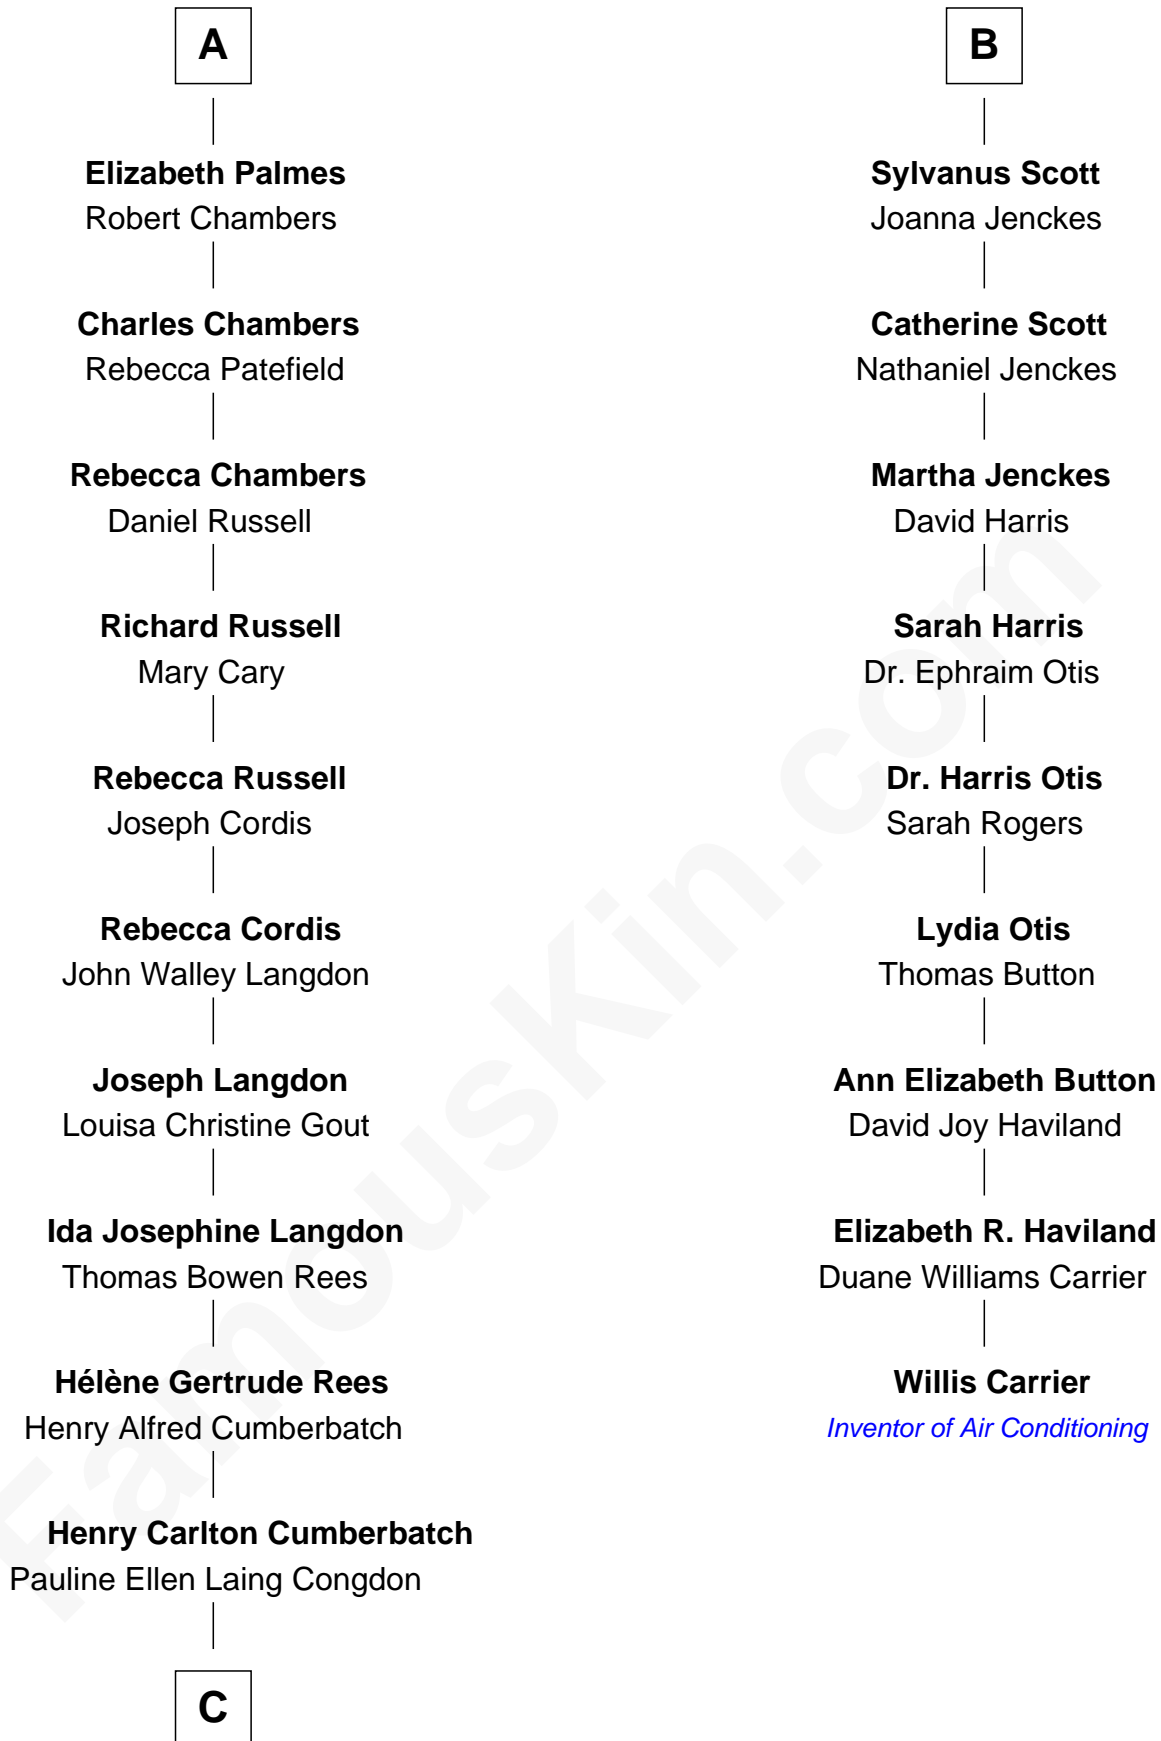 A
Elizabeth Palmes
Robert Chambers
Charles Chambers
Rebecca Patefield
Rebecca Chambers
Daniel Russell
Richard Russell
Mary Cary
Rebecca Russell
Joseph Cordis
Rebecca Cordis
John Walley Langdon
Joseph Langdon
Louisa Christine Gout
Ida Josephine Langdon
Thomas Bowen Rees
Hélène Gertrude Rees
Henry Alfred Cumberbatch
Henry Carlton Cumberbatch
Pauline Ellen Laing Congdon
C
B
Sylvanus Scott
Joanna Jenckes
Catherine Scott
Nathaniel Jenckes
Martha Jenckes
David Harris
Sarah Harris
Dr. Ephraim Otis
Dr. Harris Otis
Sarah Rogers
Lydia Otis
Thomas Button
Ann Elizabeth Button
David Joy Haviland
Elizabeth R. Haviland
Duane Williams Carrier
Willis Carrier
Inventor of Air Conditioning
FamousKin.com